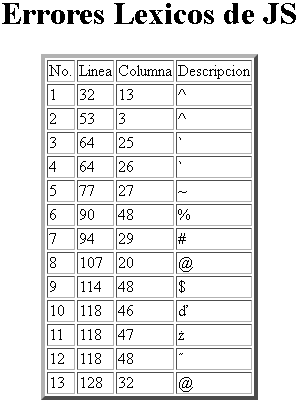 Errores Lexicos de JS
No. Linea Columna Descripcion
1 32 13 ^
2 53 3 ^
3 64 25 `
4 64 26 `
5 77 27 ~
6 90 48 %
7 94 29 #
8 107 20 @
9 114 48 $
10 118 46 ď
11 118 47 ż
12 118 48 ˝
13 128 32 @